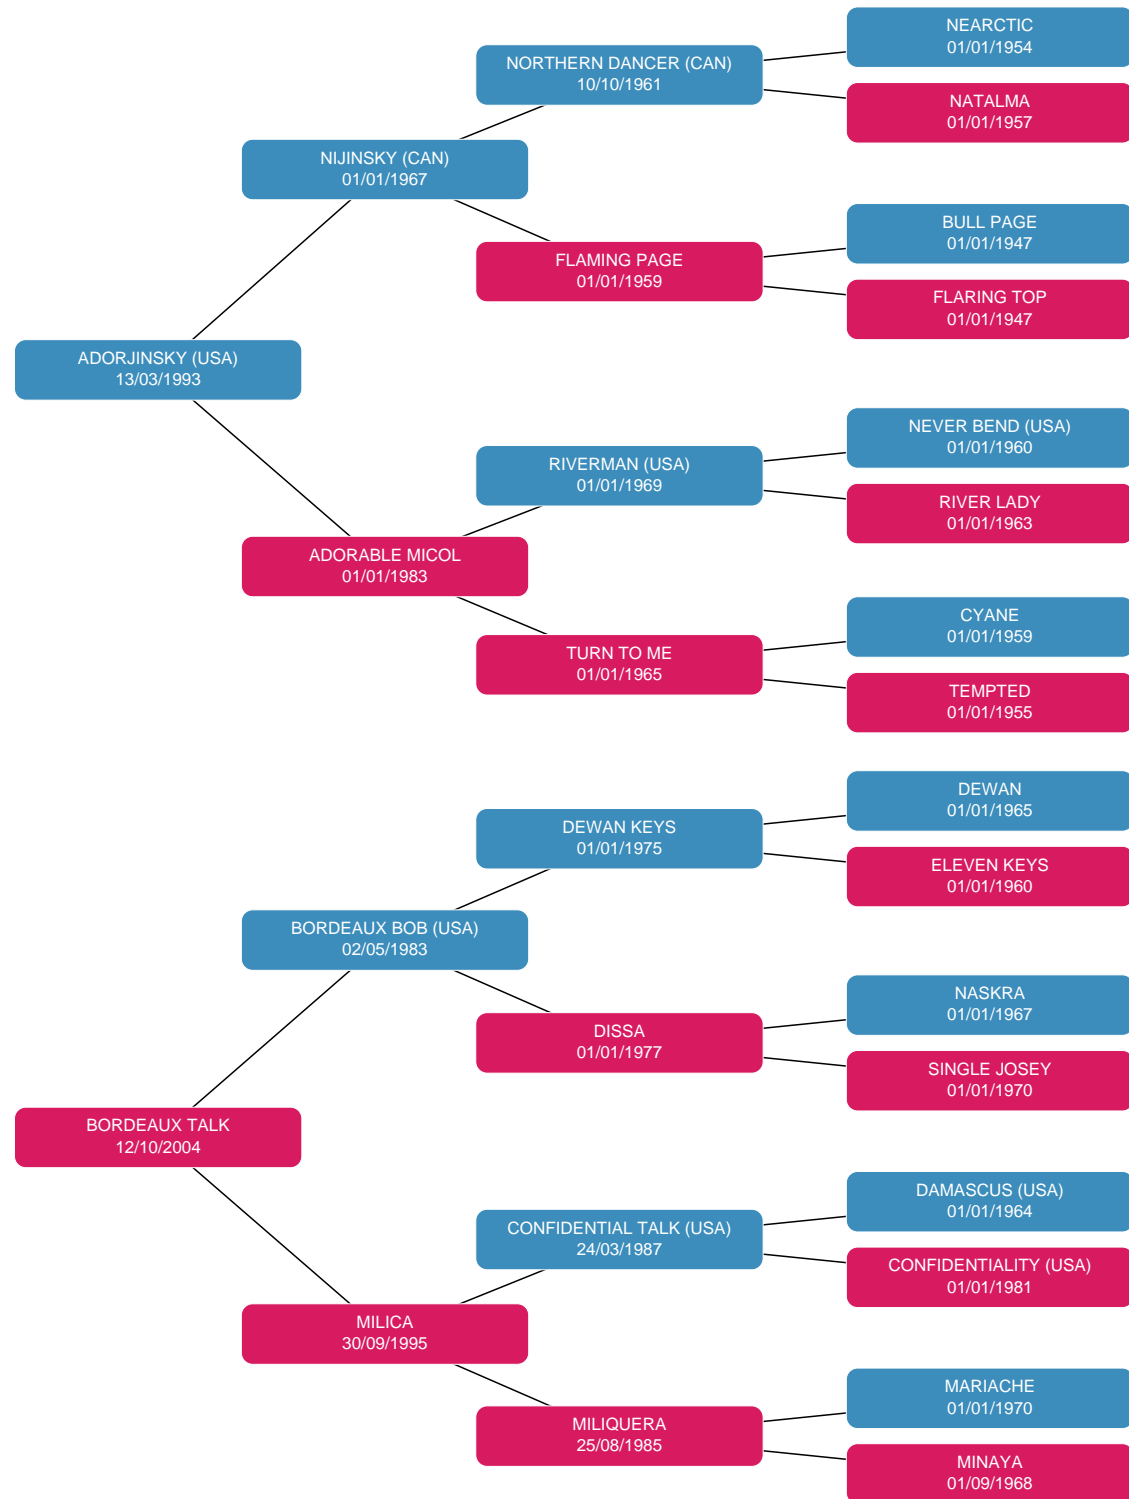 NEARCTIC
01/01/1954
NORTHERN DANCER (CAN)
10/10/1961
NATALMA
01/01/1957
NIJINSKY (CAN)
01/01/1967
BULL PAGE
01/01/1947
FLAMING PAGE
01/01/1959
FLARING TOP
01/01/1947
ADORJINSKY (USA)
13/03/1993
NEVER BEND (USA)
01/01/1960
RIVERMAN (USA)
01/01/1969
RIVER LADY
01/01/1963
ADORABLE MICOL
01/01/1983
CYANE
01/01/1959
TURN TO ME
01/01/1965
TEMPTED
01/01/1955
DEWAN
01/01/1965
DEWAN KEYS
01/01/1975
ELEVEN KEYS
01/01/1960
BORDEAUX BOB (USA)
02/05/1983
NASKRA
01/01/1967
DISSA
01/01/1977
SINGLE JOSEY
01/01/1970
BORDEAUX TALK
12/10/2004
DAMASCUS (USA)
01/01/1964
CONFIDENTIAL TALK (USA)
24/03/1987
CONFIDENTIALITY (USA)
01/01/1981
MILICA
30/09/1995
MARIACHE
01/01/1970
MILIQUERA
25/08/1985
MINAYA
01/09/1968